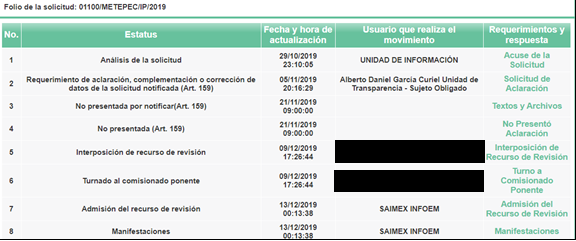 Folio de la solicitud: 01100/METEPEC/IP/2019
No. Estatus Fecha y hora de actualización Usuario que realiza el movimiento Requerimientos y respuesta
1 Análisis de la solicitud 29/10/2019 23:10:05 UNIDAD DE INFORMACIÓN Acuse de la Solicitud
2 Requerimiento de aclaración, complementación o corrección de datos de la solicitud notificada (Art. 159) 05/11/2019 20:16:29 Alberto Daniel García Curiel Unidad de Transparencia - Sujeto Obligado Solicitud de Aclaración
3 No presentada por notificar(Art. 159) 21/11/2019 09:00:00 Textos y Archivos
4 No presentada (Art. 159) 21/11/2019 09:00:00 No Presentó Aclaración
5 Interposición de recurso de revisión 09/12/2019 17:26:44 Interposición de Recurso de Revisión
6 Turnado al comisionado ponente 09/12/2019 17:26:44 Turno a Comisionado Ponente
7 Admisión del recurso de revisión 13/12/2019 00:13:38 SAIMEX INFOEM Admisión del Recurso de Revisión
8 Manifestaciones 13/12/2019 00:13:38 SAIMEX INFOEM Manifestaciones